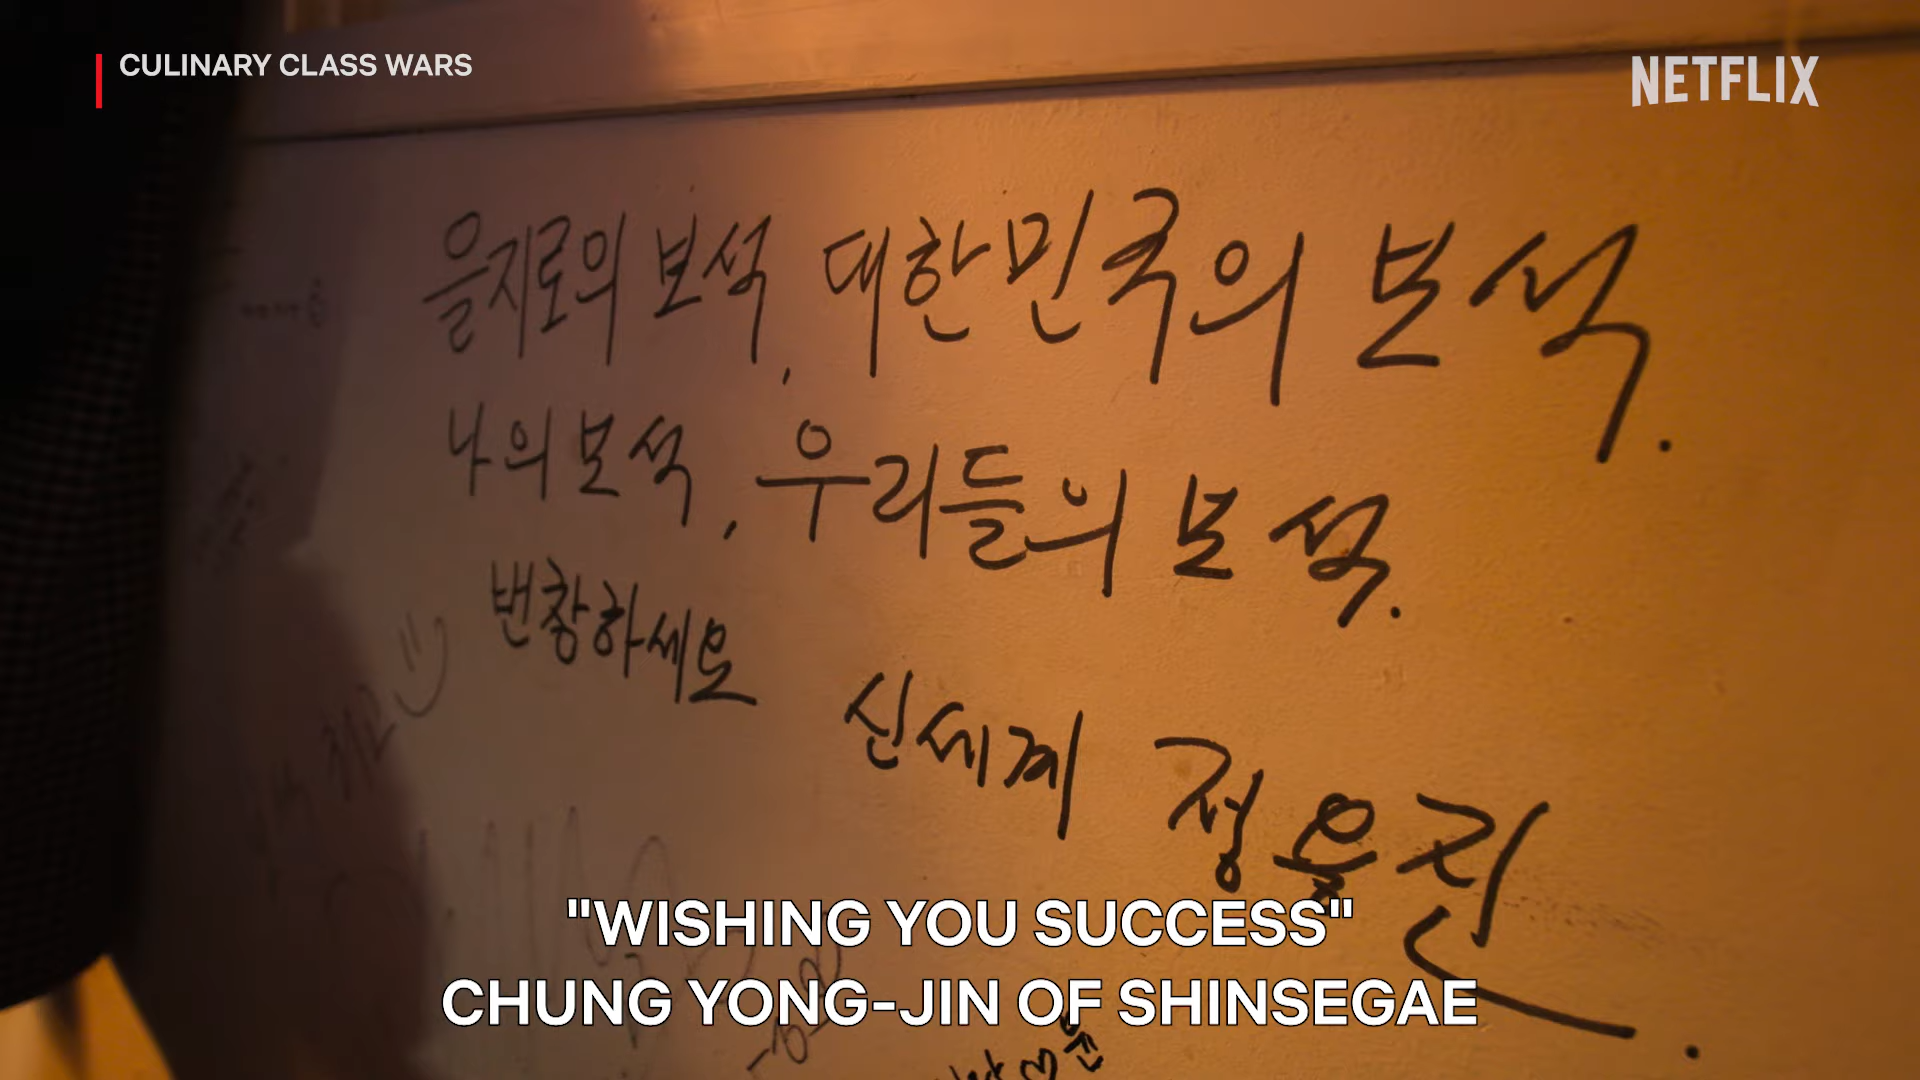 CULINARY CLASS WARS
NETFLIX
을지로의 보석, 대한민국의 보석.
나의 보석, 우리들의 보석.
번창하세요
신세계 정용진.
"WISHING YOU SUCCESS"
CHUNG YONG-JIN OF SHINSEGAE